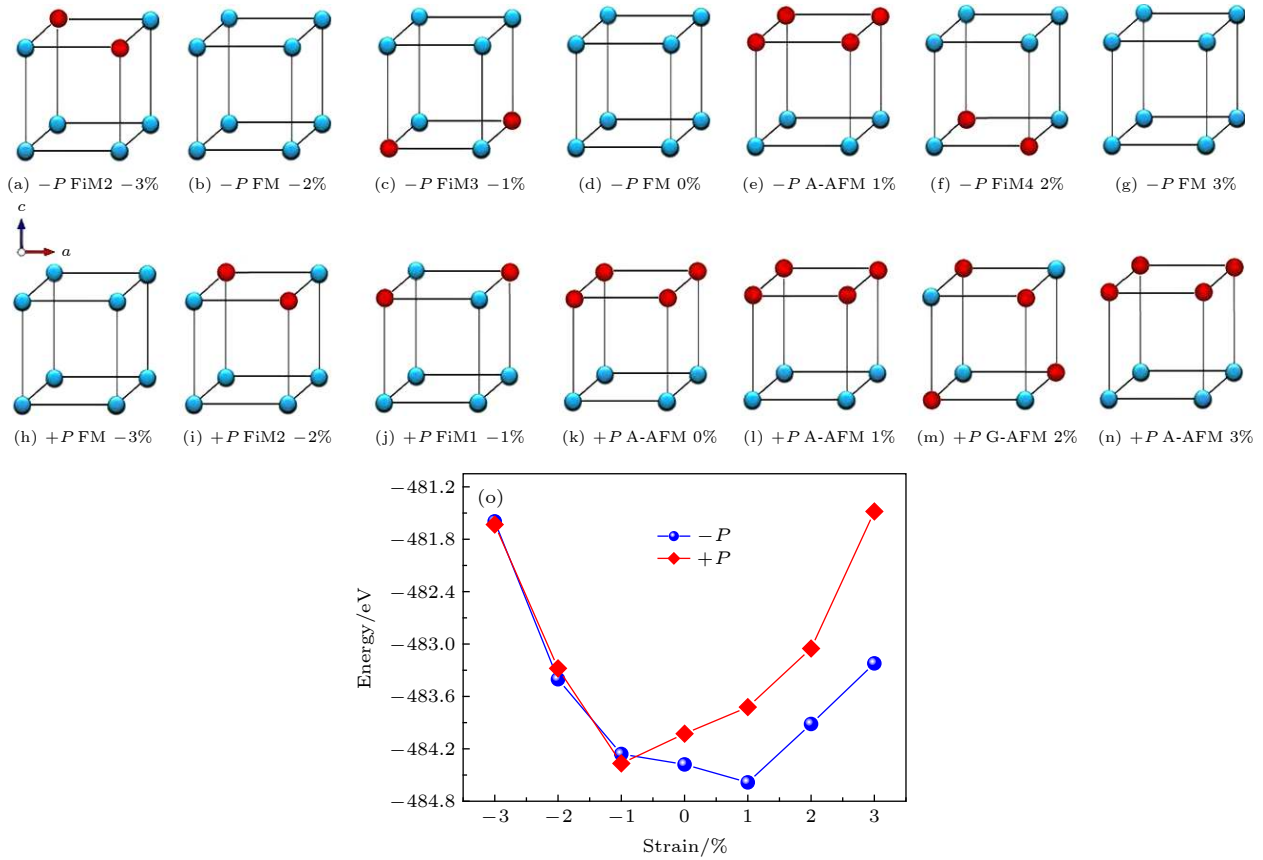 (a) −P FiM2 −3% (b) −P FM −2% (c) −P FiM3 −1% (d) −P FM 0% (e) −P A-AFM 1% (f) −P FiM4 2% (g) −P FM 3%
c
a
(h) +P FM −3% (i) +P FiM2 −2% (j) +P FiM1 −1% (k) +P A-AFM 0% (l) +P A-AFM 1% (m) +P G-AFM 2% (n) +P A-AFM 3%
(o)
−P
+P
Energy/eV
−481.2
−481.8
−482.4
−483.0
−483.6
−484.2
−484.8
−3 −2 −1 0 1 2 3
Strain/%